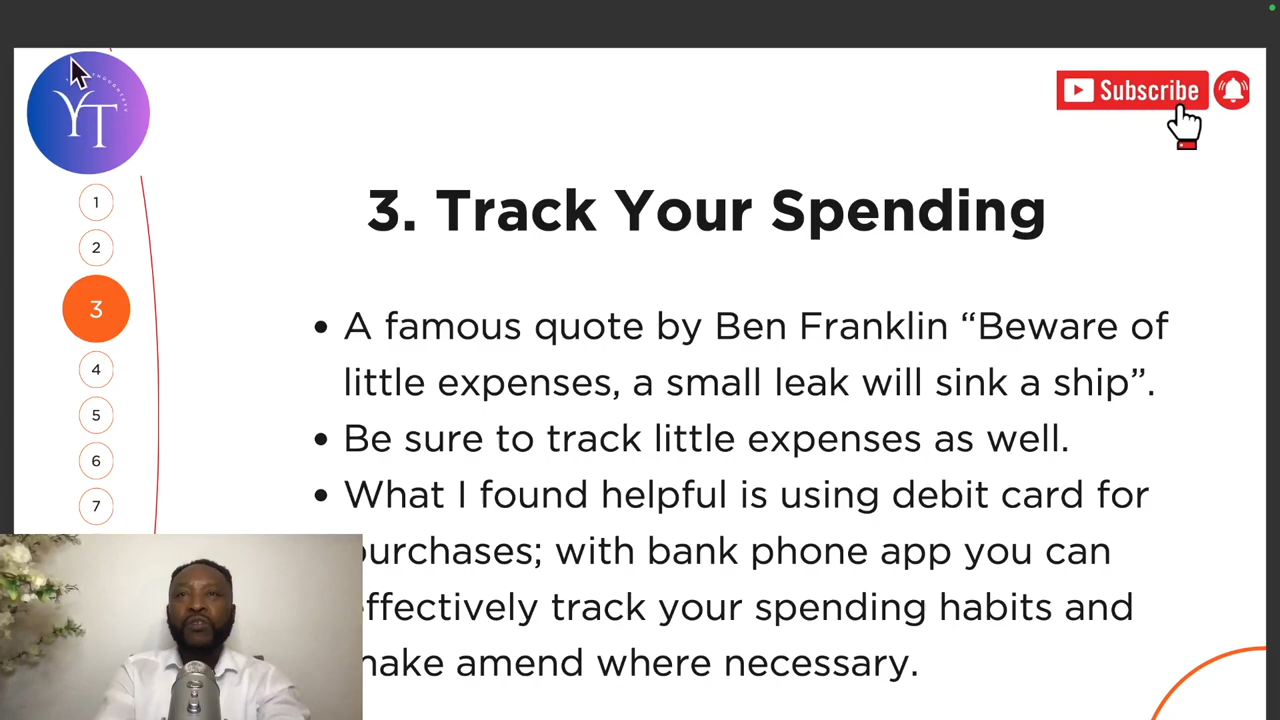 YT
Subscribe
3. Track Your Spending
1
2
3
4
5
6
7
• A famous quote by Ben Franklin “Beware of
little expenses, a small leak will sink a ship”.
• Be sure to track little expenses as well.
• What I found helpful is using debit card for
purchases; with bank phone app you can
effectively track your spending habits and
make amend where necessary.